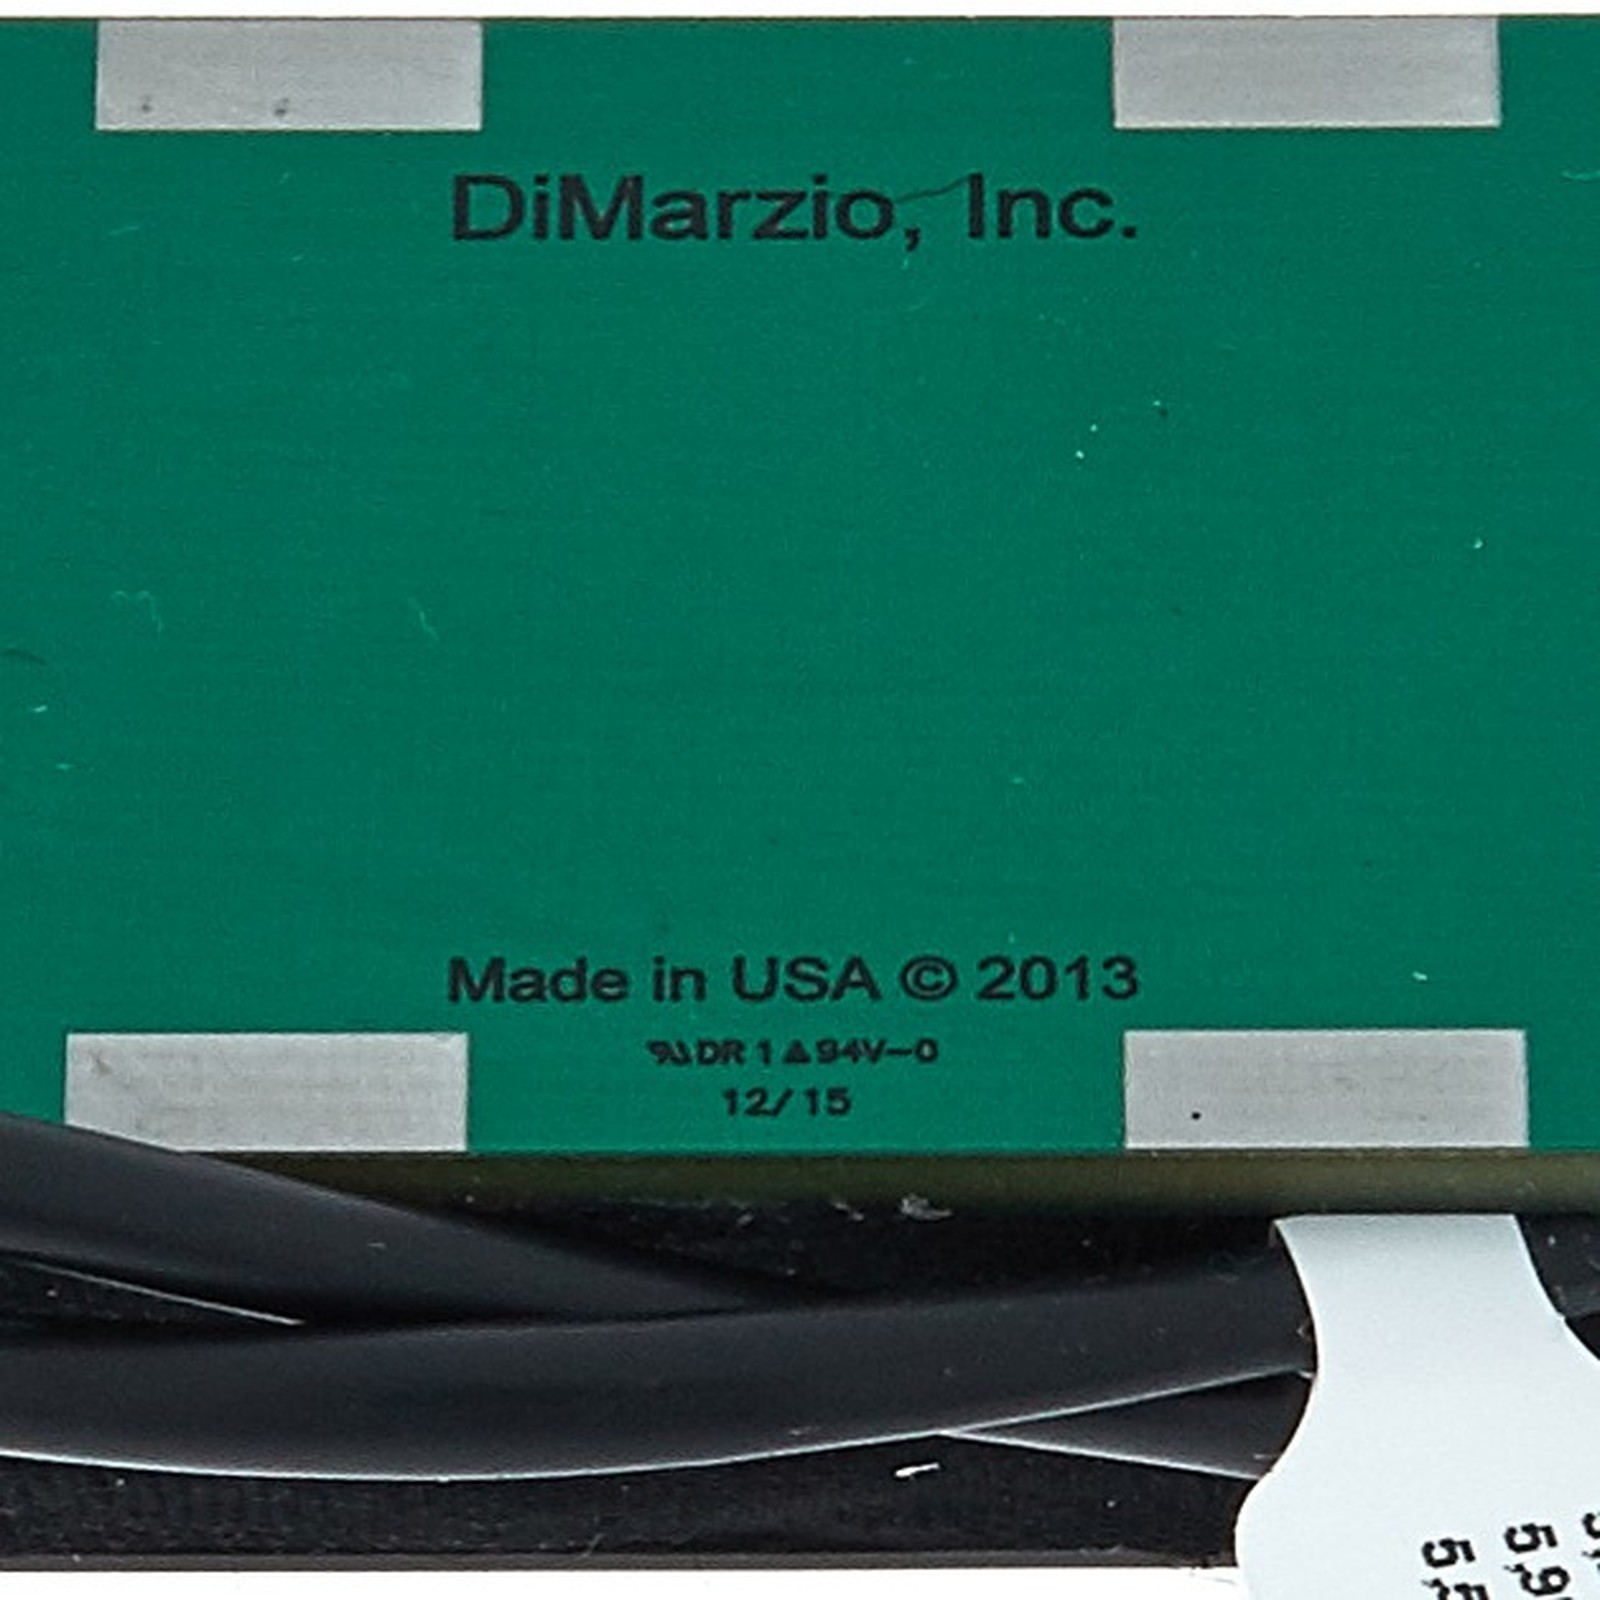 DiMarzio, Inc.
Made in USA © 2013
DR 1 94V-0
12/15